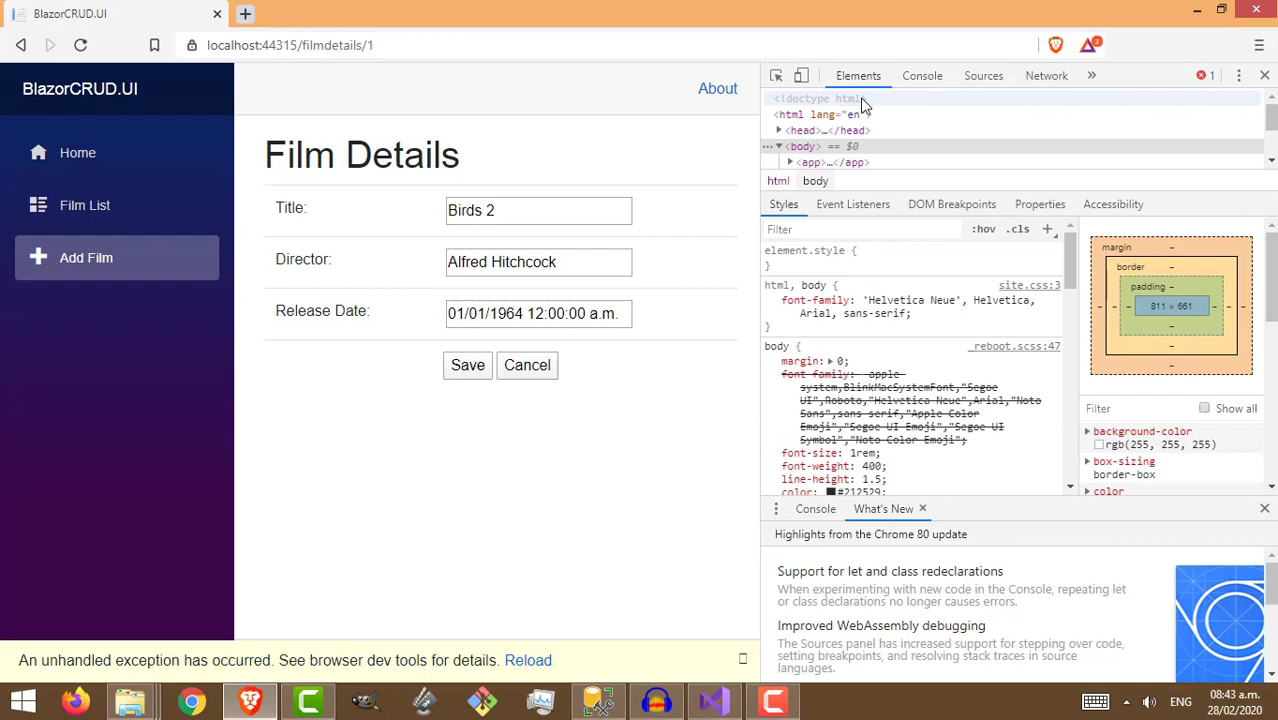 BlazorCRUD.UI
localhost:44315/filmdetails/1
2
BlazorCRUD.UI
Home
Film List
Add Film
About
Film Details
Title:
Birds 2
Director:
Alfred Hitchcock
Release Date:
01/01/1964 12:00:00 a.m.
Save Cancel
An unhandled exception has occurred. See browser dev tools for details. Reload
Elements Console Sources Network » 1
<!doctype html>
<html lang="en"
<head>…</head>
<body> == $0
<app>…</app>
html body
Styles Event Listeners DOM Breakpoints Properties Accessibility
Filter :hov .cls +
element.style {
}
html, body { site.css:3
font-family: 'Helvetica Neue', Helvetica,
Arial, sans-serif;
}
body { _reboot.scss:47
margin: 0;
font-family: -apple-
system,BlinkMacSystemFont,"Segoe
UI",Roboto,"Helvetica Neue",Arial,"Noto
Sans",sans-serif,"Apple Color
Emoji","Segoe UI Emoji","Segoe UI
Symbol","Noto Color Emoji";
font-size: 1rem;
font-weight: 400;
line-height: 1.5;
color: #212529;
margin –
border –
padding –
811 × 661
Filter Show all
background-color
rgb(255, 255, 255)
box-sizing
border-box
color
Console What's New
Highlights from the Chrome 80 update
Support for let and class redeclarations
When experimenting with new code in the Console, repeating let
or class declarations no longer causes errors.
Improved WebAssembly debugging
The Sources panel has increased support for stepping over code,
setting breakpoints, and resolving stack traces in source
languages.
ENG
08:43 a.m.
28/02/2020